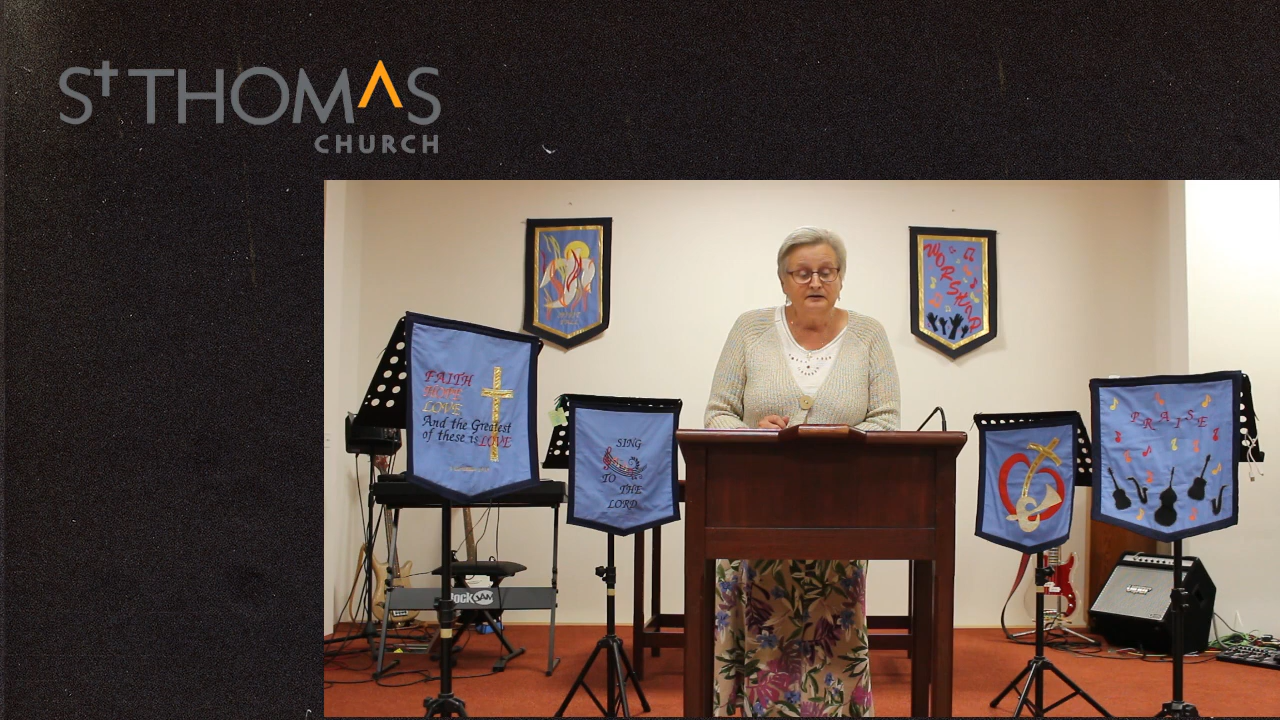 St THOMAS
CHURCH
WORSHIP
FAITH
HOPE
LOVE
And the Greatest
of these is LOVE
SING
TO
THE
LORD
PRAISE
RockJAM